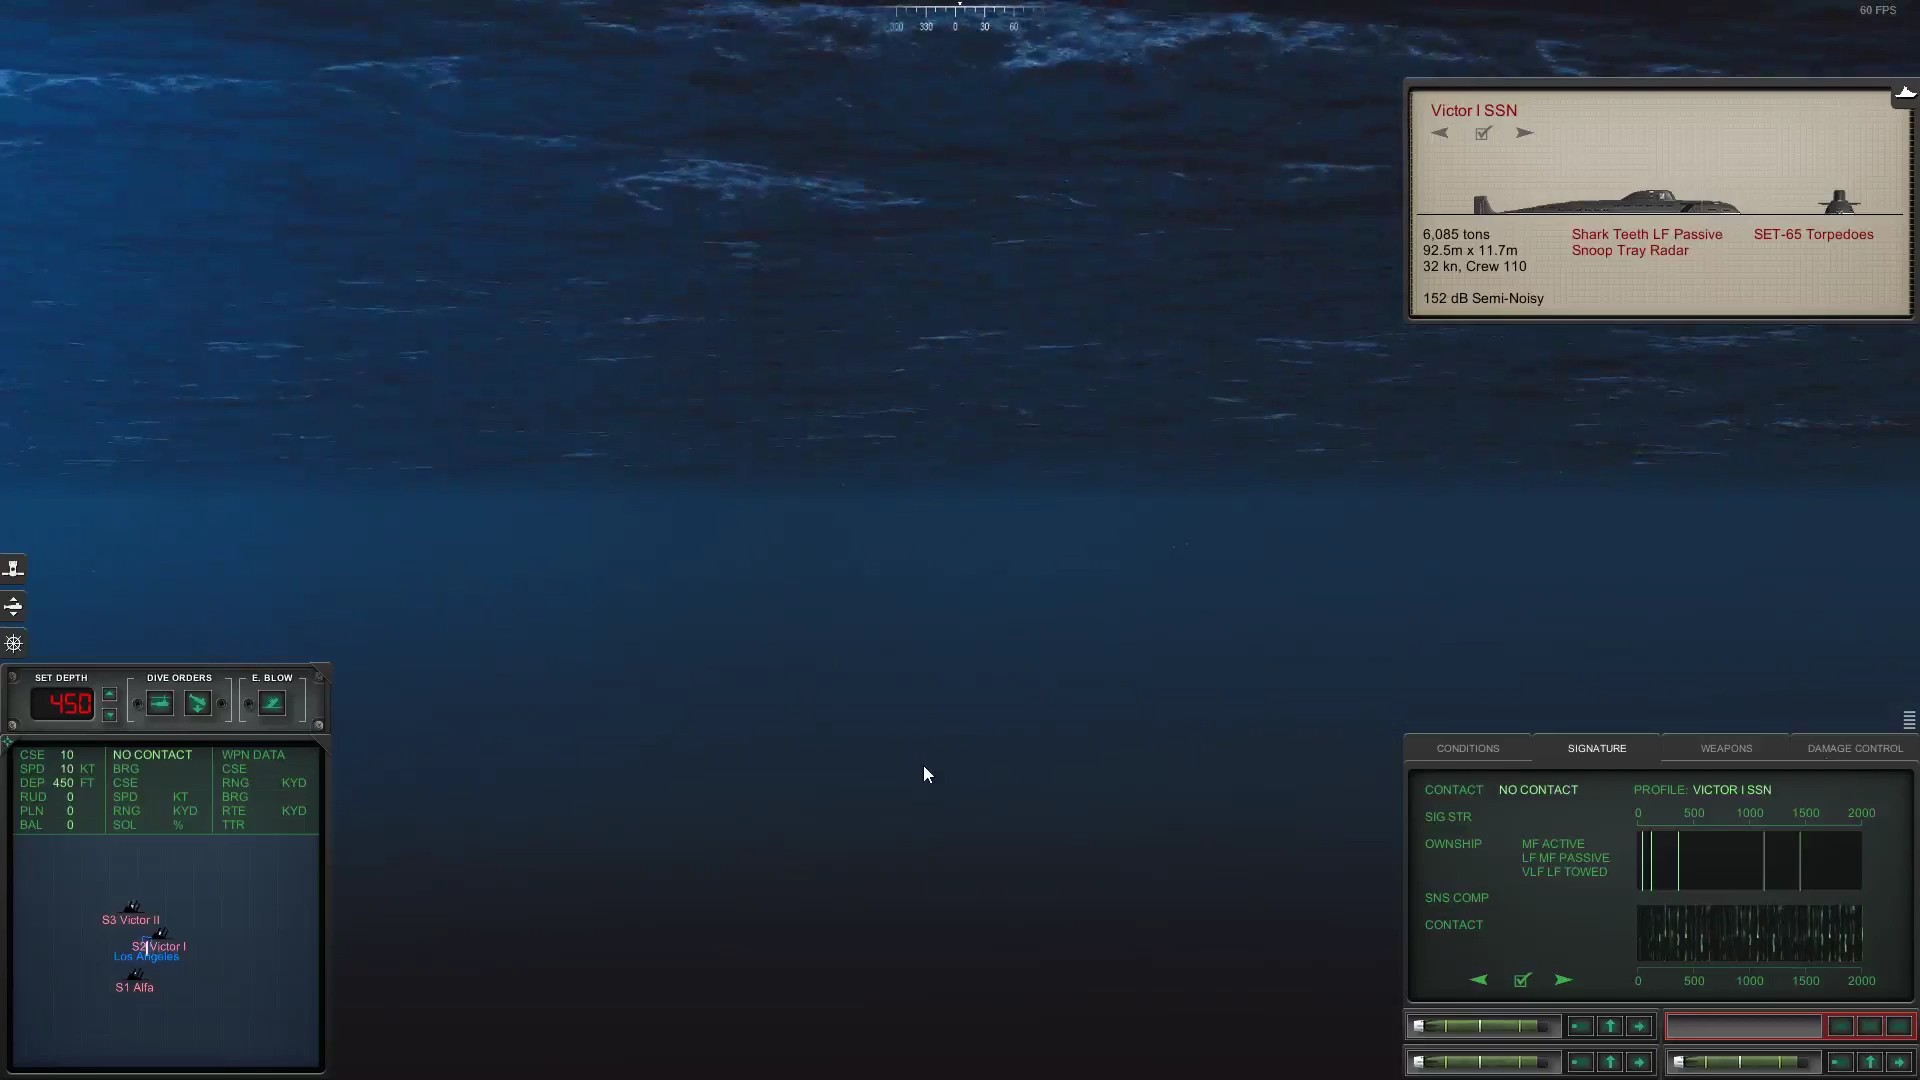 300 330 0 30 60
60 FPS
Victor I SSN
6,085 tons
92.5m x 11.7m
32 kn, Crew 110
152 dB Semi-Noisy
Shark Teeth LF Passive
Snoop Tray Radar
SET-65 Torpedoes
SET DEPTH
450
DIVE ORDERS
E. BLOW
CSE 10
SPD 10 KT
DEP 450 FT
RUD 0
PLN 0
BAL 0
NO CONTACT
BRG
CSE
SPD KT
RNG KYD
SOL %
WPN DATA
CSE
RNG KYD
BRG
RTE KYD
TTR
S3 Victor II
S2 Victor I
Los Angeles
S1 Alfa
CONDITIONS
SIGNATURE
WEAPONS
DAMAGE CONTROL
CONTACT NO CONTACT
SIG STR
OWNSHIP MF ACTIVE
LF MF PASSIVE
VLF LF TOWED
SNS COMP
CONTACT
PROFILE: VICTOR I SSN
0 500 1000 1500 2000
0 500 1000 1500 2000